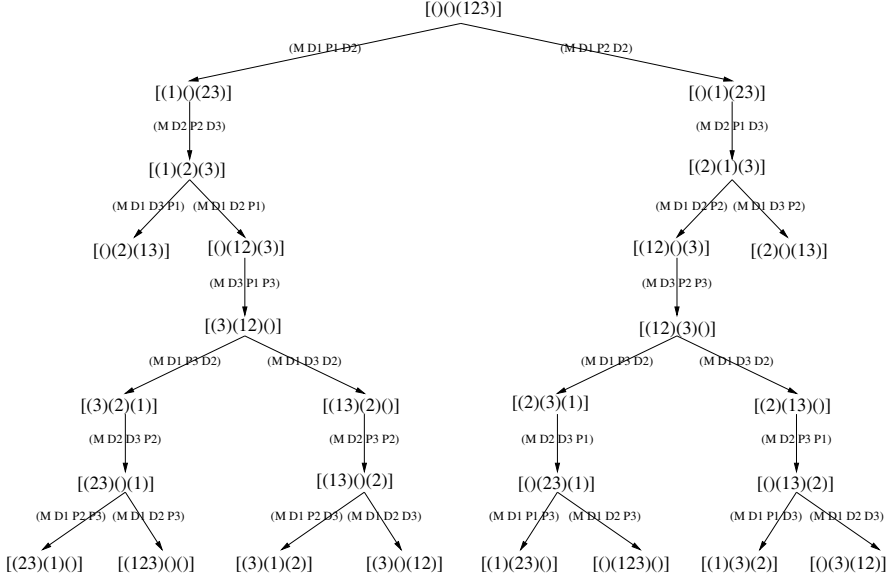 [()()(123)]
(M D1 P1 D2) (M D1 P2 D2)
[(1)()(23)] [()(1)(23)]
(M D2 P2 D3) (M D2 P1 D3)
[(1)(2)(3)] [(2)(1)(3)]
(M D1 D3 P1) (M D1 D2 P1) (M D1 D2 P2) (M D1 D3 P2)
[()(2)(13)] [()(12)(3)] [(12)()(3)] [(2)()(13)]
(M D3 P1 P3) (M D3 P2 P3)
[(3)(12)()] [(12)(3)()]
(M D1 P3 D2) (M D1 D3 D2) (M D1 P3 D2) (M D1 D3 D2)
[(3)(2)(1)] [(13)(2)()] [(2)(3)(1)] [(2)(13)()]
(M D2 D3 P2) (M D2 P3 P2) (M D2 D3 P1) (M D2 P3 P1)
[(23)()(1)] [(13)()(2)] [()(23)(1)] [()(13)(2)]
(M D1 P2 P3) (M D1 D2 P3) (M D1 P2 D3) (M D1 D2 D3) (M D1 P1 P3) (M D1 D2 P3) (M D1 P1 D3) (M D1 D2 D3)
[(23)(1)()] [(123)()()] [(3)(1)(2)] [(3)()(12)] [(1)(23)()] [()(123)()] [(1)(3)(2)] [()(3)(12)]